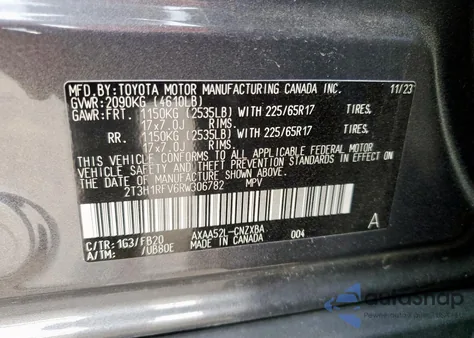 MFD. BY: TOYOTA MOTOR MANUFACTURING CANADA INC. 11/23
GVWR: 2090KG (4610LB)
GAWR: FRT. 1150KG (2535LB) WITH 225/65R17 TIRES,
17x7.0J RIMS.
RR. 1150KG (2535LB) WITH 225/65R17 TIRES,
17x7.0J RIMS.
THIS VEHICLE CONFORMS TO ALL APPLICABLE FEDERAL MOTOR
VEHICLE SAFETY AND THEFT PREVENTION STANDARDS IN EFFECT ON
THE DATE OF MANUFACTURE SHOWN ABOVE.
2T3H1RFV6RW306782 MPV
A
C/TR: 1G3/FB20 AXAA52L-CNZXBA
A/TM: /UB80E MADE IN CANADA 004
autosnap